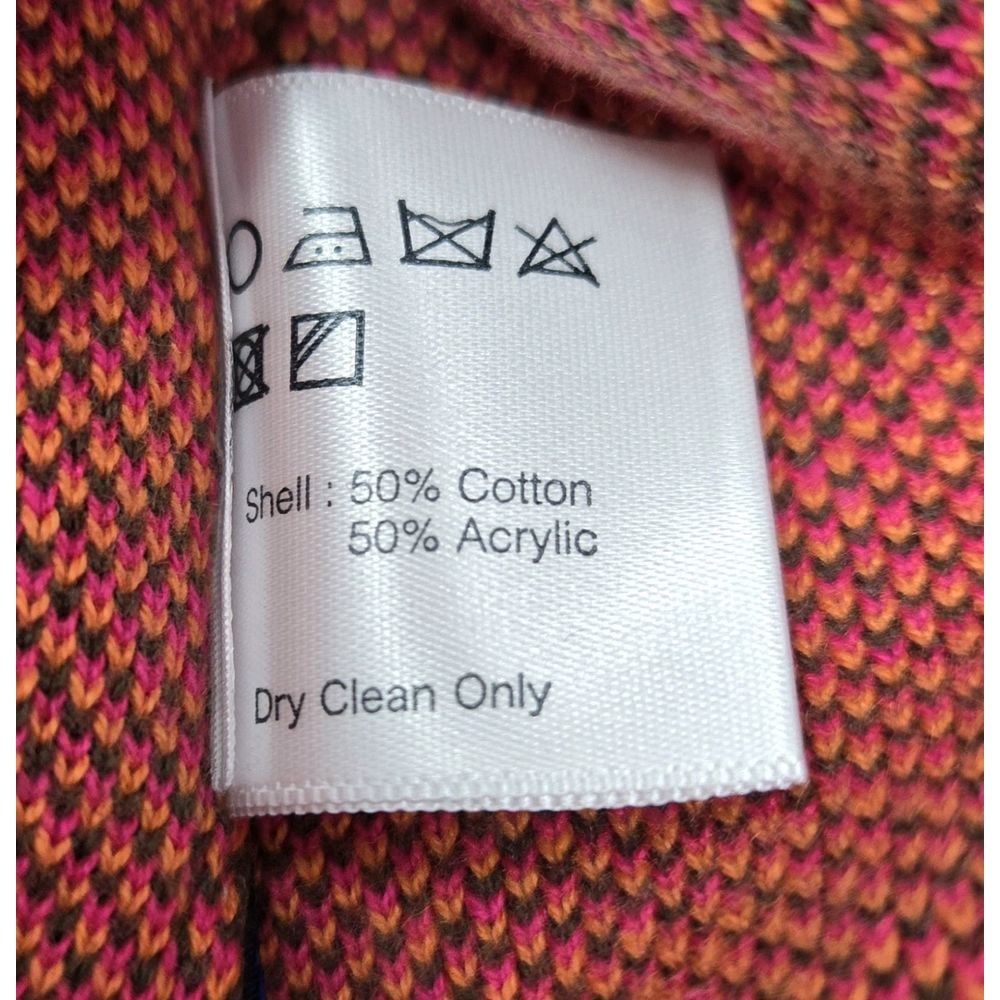 Shell : 50% Cotton
50% Acrylic
Dry Clean Only